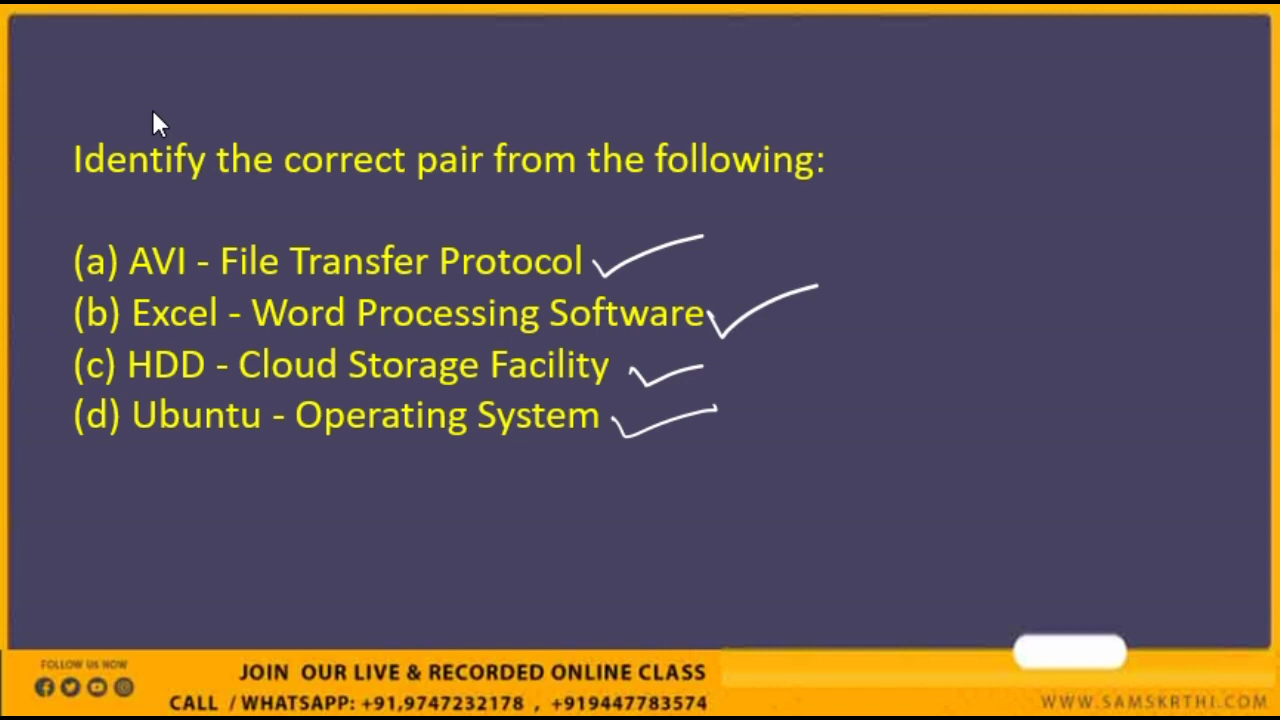 Identify the correct pair from the following:
(a) AVI - File Transfer Protocol
(b) Excel - Word Processing Software
(c) HDD - Cloud Storage Facility
(d) Ubuntu - Operating System
FOLLOW US NOW
JOIN OUR LIVE & RECORDED ONLINE CLASS
CALL / WHATSAPP: +91,9747232178 , +919447783574
WWW.SAMSKRTHI.COM